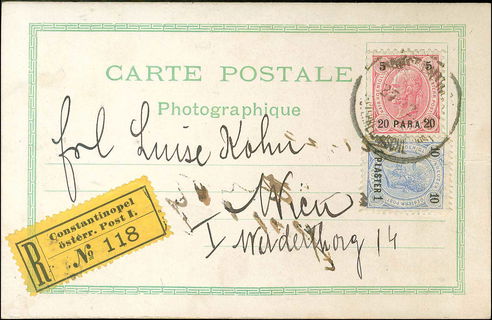 CARTE POSTALE
Photographique
5 5
20 PARA 20
10 10
PIASTER 1
frl Luise Kohn
Wien
I
14
R
Constantinopel
österr. Post I.
No 118